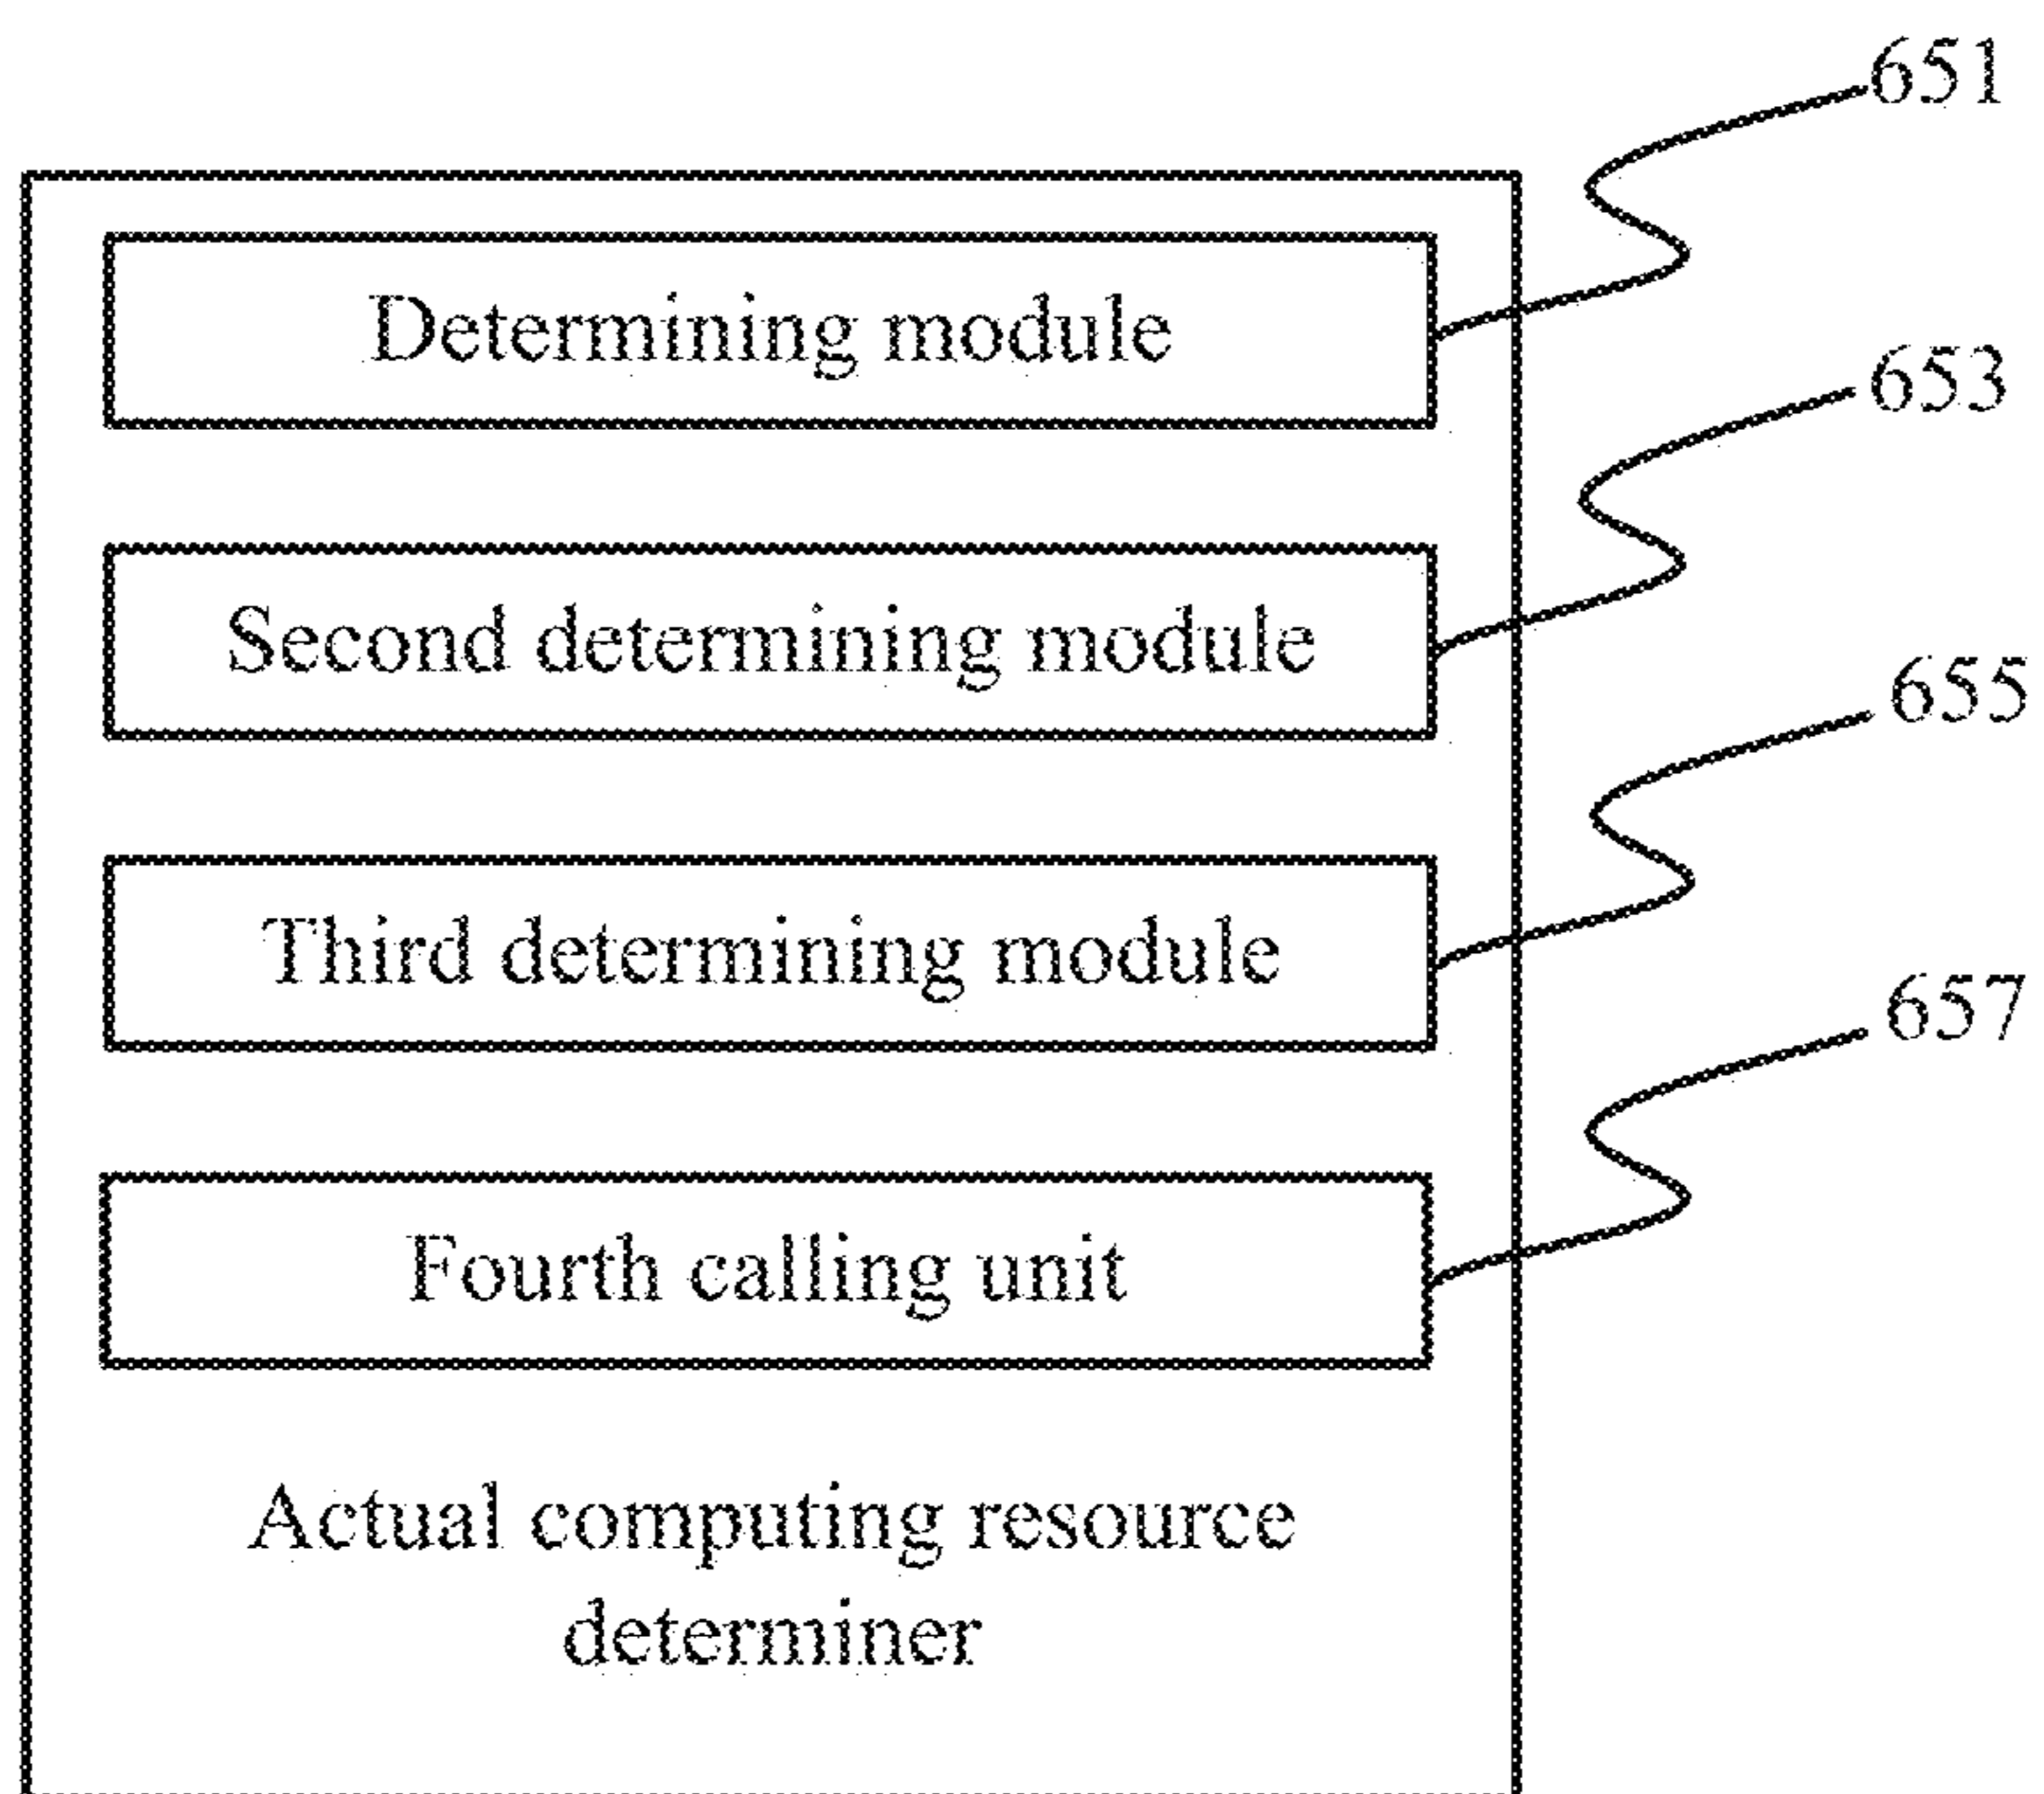 651
Determining module
653
Second determining module
655
Third determining module
657
Fourth calling unit
Actual computing resource
determiner